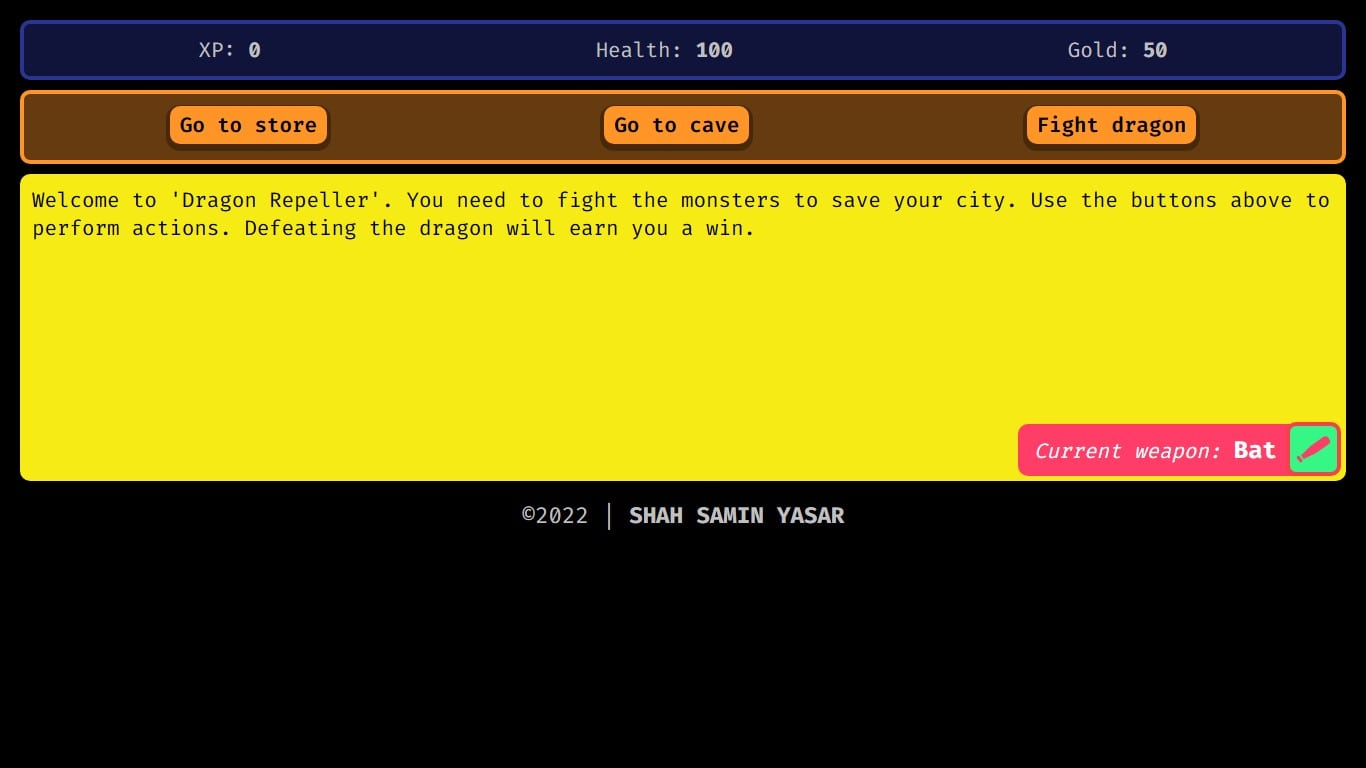 XP: 0 Health: 100 Gold: 50
Go to store Go to cave Fight dragon
Welcome to 'Dragon Repeller'. You need to fight the monsters to save your city. Use the buttons above to
perform actions. Defeating the dragon will earn you a win.
Current weapon: Bat
©2022 | SHAH SAMIN YASAR